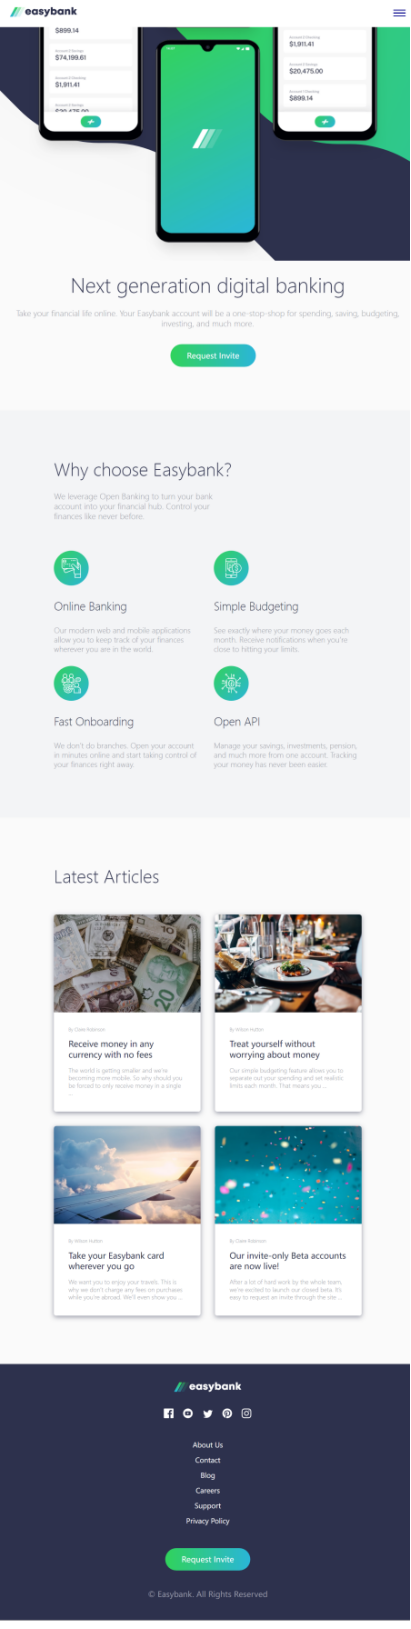 easybank
$899.14
Account 3 Savings
$74,199.61
$1,911.41
$20,475.00
$1,911.41
$20,475.00
$899.14
Next generation digital banking
Take your financial life online. Your Easybank account will be a one-stop-shop for spending, saving, budgeting,
investing, and much more.
Request Invite
Why choose Easybank?
We leverage Open Banking to turn your bank
account into your financial hub. Control your
finances like never before.
Online Banking
Our modern web and mobile applications
allow you to keep track of your finances
wherever you are in the world.
Simple Budgeting
See exactly where your money goes each
month. Receive notifications when you're
close to hitting your limits.
Fast Onboarding
We don't do branches. Open your account
in minutes online and start taking control of
your finances right away.
Open API
Manage your savings, investments, pension,
and much more from one account. Tracking
your money has never been easier.
Latest Articles
By Claire Robinson
Receive money in any
currency with no fees
The world is getting smaller and we're
becoming more mobile. So why should you
be forced to only receive money in a single
...
By Wilson Hutton
Treat yourself without
worrying about money
Our simple budgeting feature allows you to
separate out your spending and set realistic
limits each month. That means you ...
By Wilson Hutton
Take your Easybank card
wherever you go
We want you to enjoy your travels. This is
why we don't charge any fees on purchases
while you're abroad. We'll even show you ...
By Claire Robinson
Our invite-only Beta accounts
are now live!
After a lot of hard work by the whole team,
we're excited to launch our closed beta. It's
easy to request an invite through the site ...
easybank
About Us
Contact
Blog
Careers
Support
Privacy Policy
Request Invite
© Easybank. All Rights Reserved